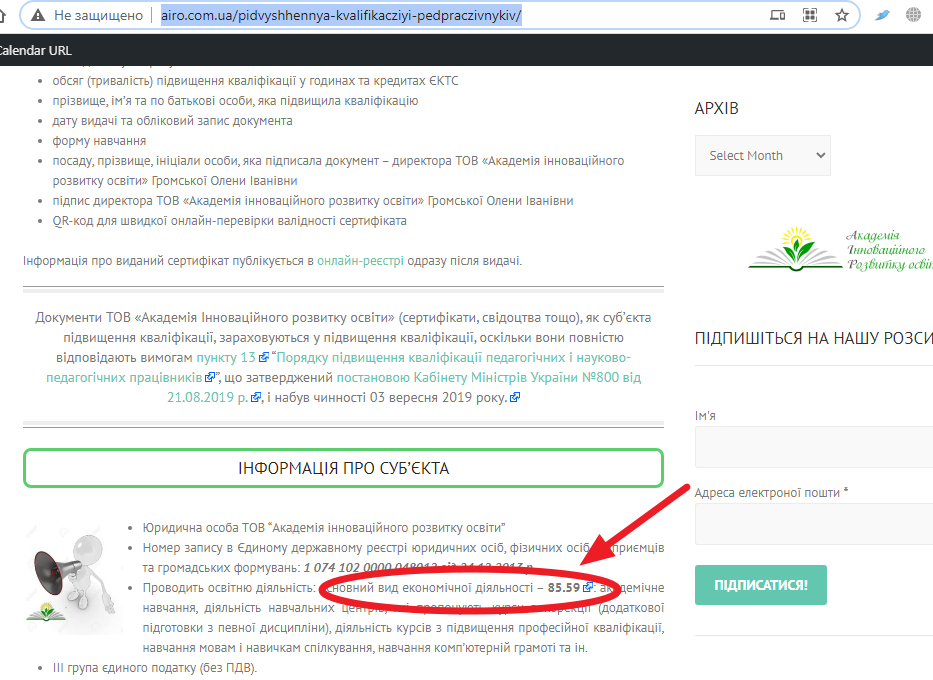 Не защищено
airo.com.ua/pidvyshhennya-kvalifikacziyi-pedpraczivnykiv/
Calendar URL
обсяг (тривалість) підвищення кваліфікації у годинах та кредитах ЄКТС
прізвище, ім’я та по батькові особи, яка підвищила кваліфікацію
дату видачі та обліковий запис документа
форму навчання
посаду, прізвище, ініціали особи, яка підписала документ – директора ТОВ «Академія інноваційного
розвитку освіти» Громської Олени Іванівни
підпис директора ТОВ «Академія інноваційного розвитку освіти» Громської Олени Іванівни
QR-код для швидкої онлайн-перевірки валідності сертифіката
Інформація про виданий сертифікат публікується в онлайн-реєстрі одразу після видачі.
Документи ТОВ «Академія Інноваційного розвитку освіти» (сертифікати, свідоцтва тощо), як суб’єкта
підвищення кваліфікації, зараховуються у підвищення кваліфікації, оскільки вони повністю
відповідають вимогам пункту 13 “Порядку підвищення кваліфікації педагогічних і науково-
педагогічних працівників”, що затверджений постановою Кабінету Міністрів України №800 від
21.08.2019 р., і набув чинності 03 вересня 2019 року.
ІНФОРМАЦІЯ ПРО СУБ’ЄКТА
Юридична особа ТОВ “Академія інноваційного розвитку освіти”
Номер запису в Єдиному державному реєстрі юридичних осіб, фізичних осіб
та громадських формувань: 1 074 102 0000 048012 від 24.12.2013 р.
Проводить освітню діяльність: основний вид економічної діяльності – 85.59: академічне
навчання, діяльність навчальних центрів, які пропонують курси з корекції (додаткової
підготовки з певної дисципліни), діяльність курсів з підвищення професійної кваліфікації,
навчання мовам і навичкам спілкування, навчання комп’ютерній грамоті та ін.
ІІІ група єдиного податку (без ПДВ).
АРХІВ
Select Month
Академія
Інноваційного
Розвитку освіти
ПІДПИШІТЬСЯ НА НАШУ РОЗСИ
Ім'я
Адреса електроної пошти *
ПІДПИСАТИСЯ!